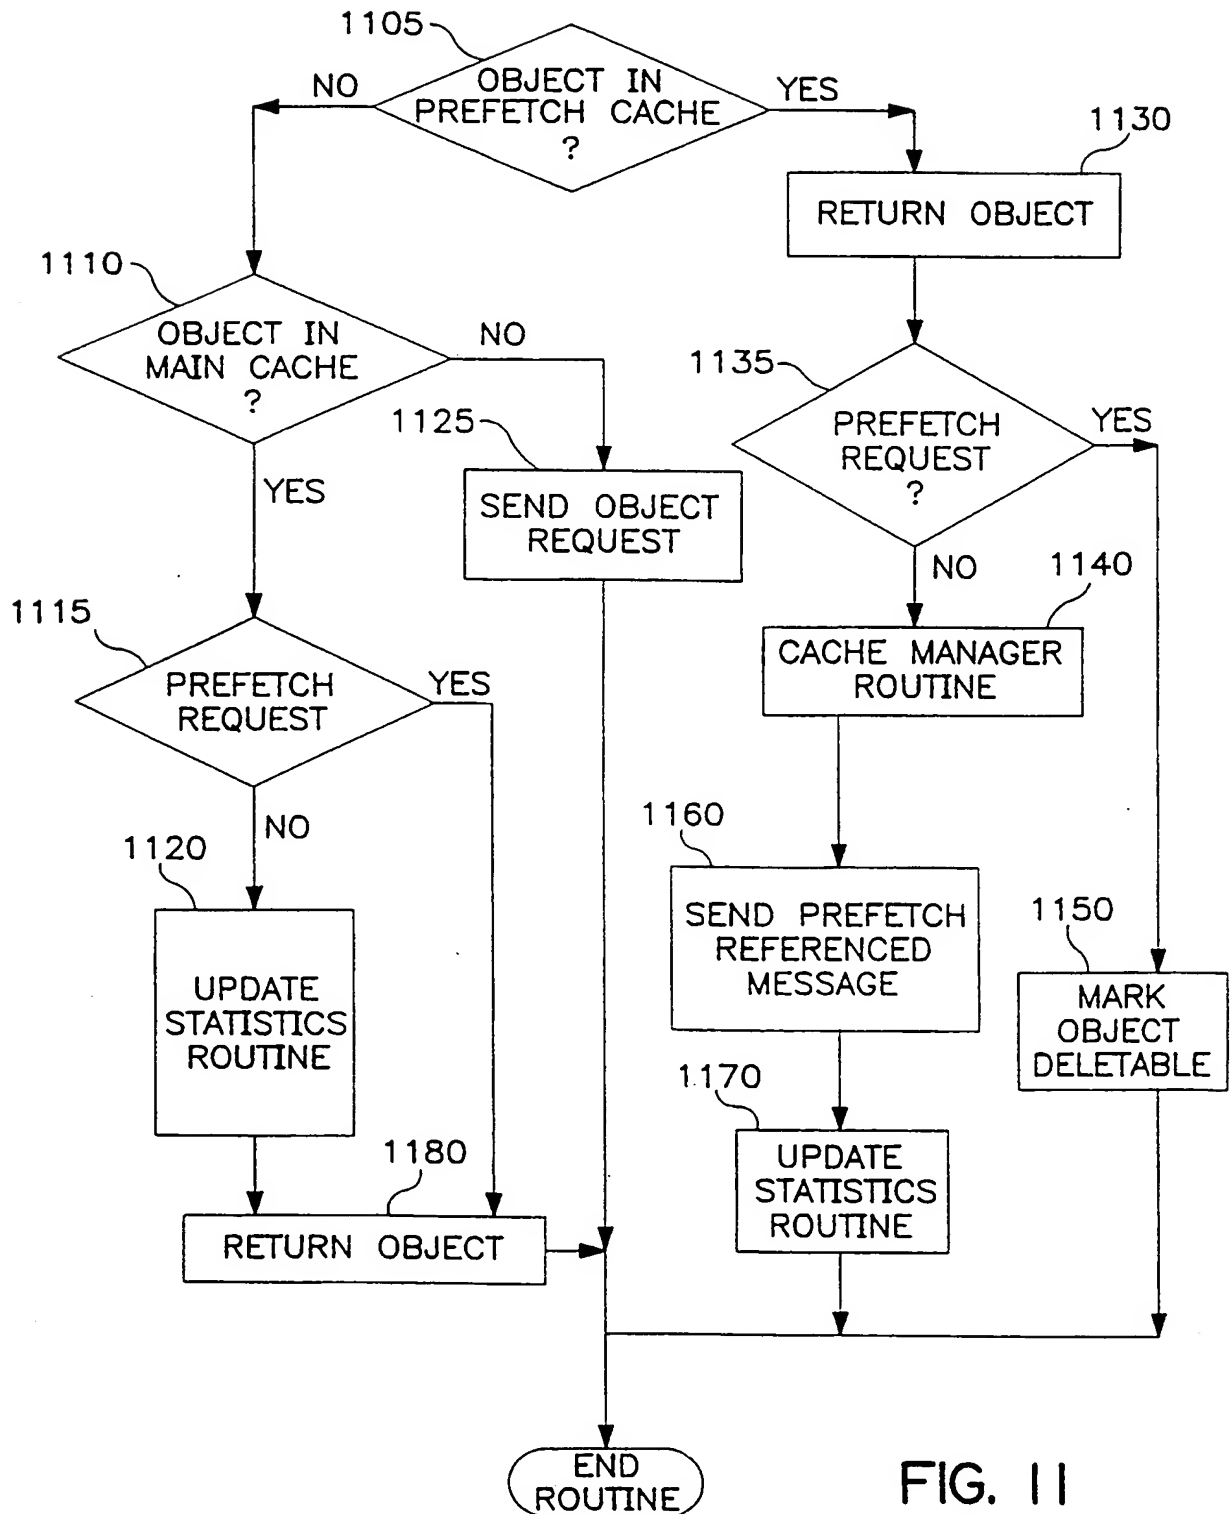 1105
OBJECT IN
PREFETCH CACHE
?
NO
YES
1130
RETURN OBJECT
1110
OBJECT IN
MAIN CACHE
?
NO
YES
1125
SEND OBJECT
REQUEST
1135
PREFETCH
REQUEST
?
YES
NO
1140
CACHE MANAGER
ROUTINE
1115
PREFETCH
REQUEST
YES
NO
1120
UPDATE
STATISTICS
ROUTINE
1160
SEND PREFETCH
REFERENCED
MESSAGE
1150
MARK
OBJECT
DELETABLE
1170
UPDATE
STATISTICS
ROUTINE
1180
RETURN OBJECT
END
ROUTINE
FIG. 11